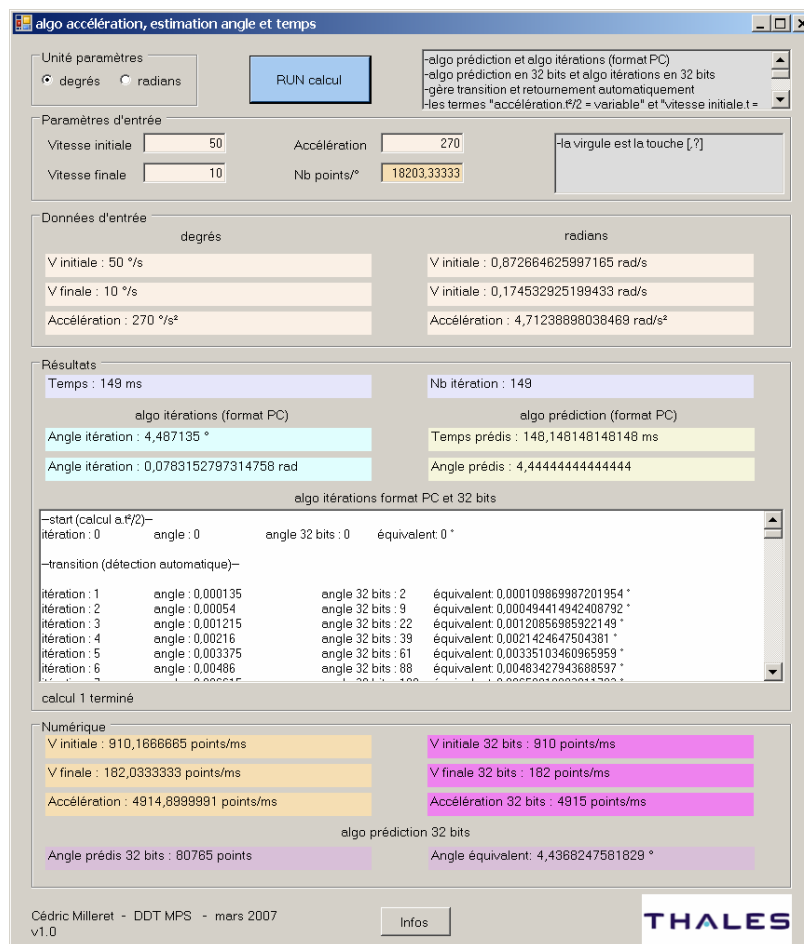 algo accélération, estimation angle et temps
Unité paramètres
degrés radians
RUN calcul
-algo prédiction et algo itérations (format PC)
-algo prédiction en 32 bits et algo itérations en 32 bits
-gère transition et retournement automatiquement
-les termes "accélération.t²/2 = variable" et "vitesse initiale.t =
Paramètres d'entrée
Vitesse initiale 50 Accélération 270
-la virgule est la touche [,?]
Vitesse finale 10 Nb points/° 18203,33333
Données d'entrée
degrés radians
V initiale : 50 °/s V initiale : 0,872664625997165 rad/s
V finale : 10 °/s V initiale : 0,174532925199433 rad/s
Accélération : 270 °/s² Accélération : 4,71238898038469 rad/s²
Résultats
Temps : 149 ms Nb itération : 149
algo itérations (format PC) algo prédiction (format PC)
Angle itération : 4,487135 ° Temps prédis : 148,148148148148 ms
Angle itération : 0,0783152797314758 rad Angle prédis : 4,44444444444444
algo itérations format PC et 32 bits
--start (calcul a.t²/2)--
itération : 0 angle : 0 angle 32 bits : 0 équivalent: 0 °
--transition (détection automatique)--
itération : 1 angle : 0,000135 angle 32 bits : 2 équivalent: 0,000109869987201954 °
itération : 2 angle : 0,00054 angle 32 bits : 9 équivalent: 0,000494414942408792 °
itération : 3 angle : 0,001215 angle 32 bits : 22 équivalent: 0,00120856985922149 °
itération : 4 angle : 0,00216 angle 32 bits : 39 équivalent: 0,0021424647504381 °
itération : 5 angle : 0,003375 angle 32 bits : 61 équivalent: 0,00335103460965959 °
itération : 6 angle : 0,00486 angle 32 bits : 88 équivalent: 0,00483427943688597 °
calcul 1 terminé
Numérique
V initiale : 910,1666665 points/ms V initiale 32 bits : 910 points/ms
V finale : 182,0333333 points/ms V finale 32 bits : 182 points/ms
Accélération : 4914,8999991 points/ms Accélération 32 bits : 4915 points/ms
algo prédiction 32 bits
Angle prédis 32 bits : 80765 points Angle équivalent: 4,4368247581829 °
Cédric Milleret - DDT MPS - mars 2007
v1.0
Infos
THALES